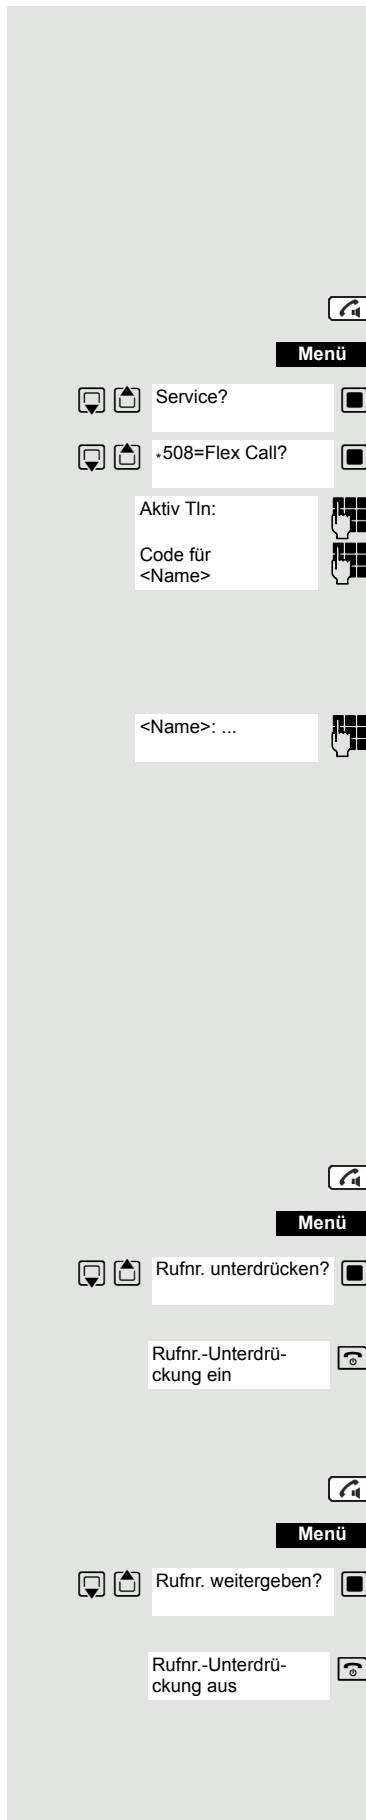 Menü
Service?
*508=Flex Call?
Aktiv Tln:
Code für
<Name>
<Name>: ...
Menü
Rufnr. unterdrücken?
Rufnr.-Unterdrü-
ckung ein
Menü
Rufnr. weitergeben?
Rufnr.-Unterdrü-
ckung aus